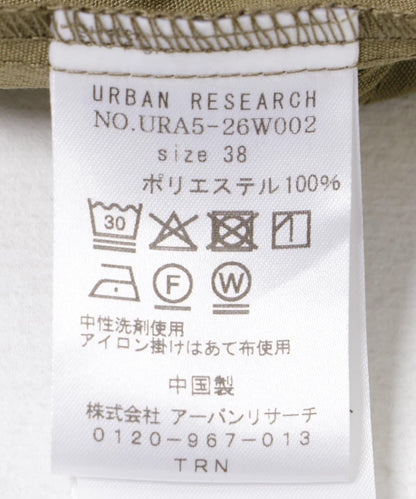 URBAN RESEARCH
NO.URA5-26W002
size 38
ポリエステル100%
30
F
W
中性洗剤使用
アイロン掛けはあて布使用
中国製
株式会社 アーバンリサーチ
0120-967-013
TRN